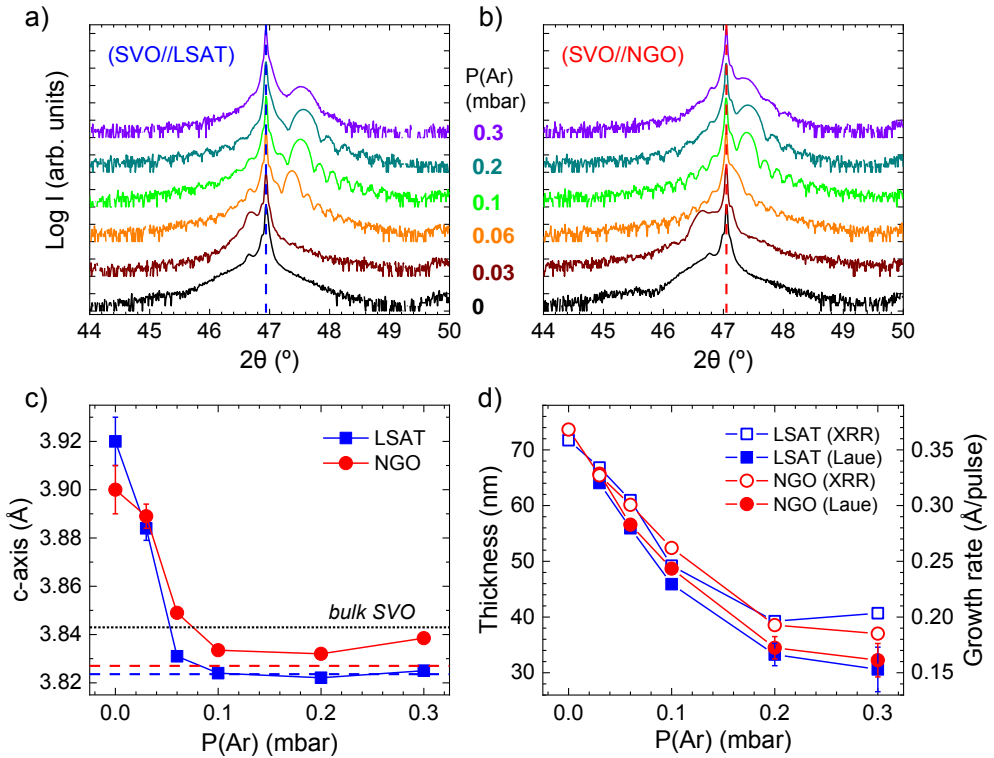 a)
(SVO//LSAT)
Log I (arb. units)
44 45 46 47 48 49 50
2θ (º)
P(Ar)
(mbar)
0.3
0.2
0.1
0.06
0.03
0
b)
(SVO//NGO)
44 45 46 47 48 49 50
2θ (º)
c)
LSAT
NGO
bulk SVO
c-axis (Å)
3.92
3.90
3.88
3.86
3.84
3.82
0.0 0.1 0.2 0.3
P(Ar) (mbar)
d)
LSAT (XRR)
LSAT (Laue)
NGO (XRR)
NGO (Laue)
Thickness (nm)
70
60
50
40
30
0.0 0.1 0.2 0.3
P(Ar) (mbar)
0.35
0.30
0.25
0.20
0.15
Growth rate (Å/pulse)